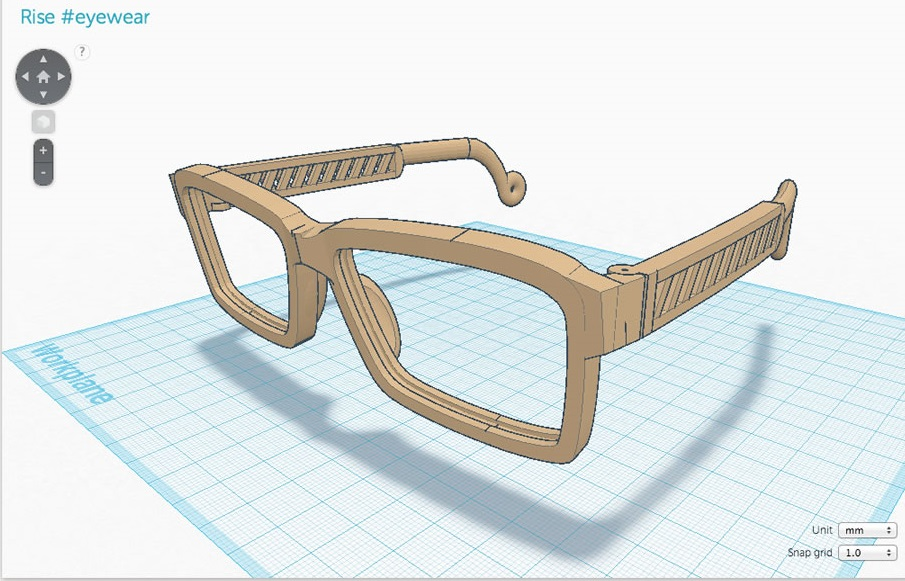 Rise #eyewear
?
+
-
Workplane
Unit mm
Snap grid 1.0